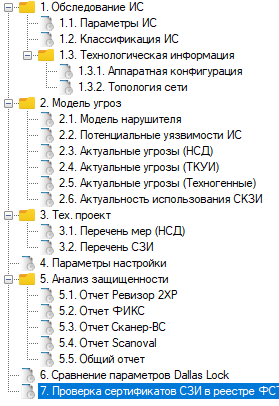 1. Обследование ИС
1.1. Параметры ИС
1.2. Классификация ИС
1.3. Технологическая информация
1.3.1. Аппаратная конфигурация
1.3.2. Топология сети
2. Модель угроз
2.1. Модель нарушителя
2.2. Потенциальные уязвимости ИС
2.3. Актуальные угрозы (НСД)
2.4. Актуальные угрозы (ТКУИ)
2.5. Актуальные угрозы (Техногенные)
2.6. Актуальность использования СКЗИ
3. Тех. проект
3.1. Перечень мер (НСД)
3.2. Перечень СЗИ
4. Параметры настройки
5. Анализ защищенности
5.1. Отчет Ревизор 2ХР
5.2. Отчет ФИКС
5.3. Отчет Сканер-ВС
5.4. Отчет Scanoval
5.5. Общий отчет
6. Сравнение параметров Dallas Lock
7. Проверка сертификатов СЗИ в реестре ФСТ